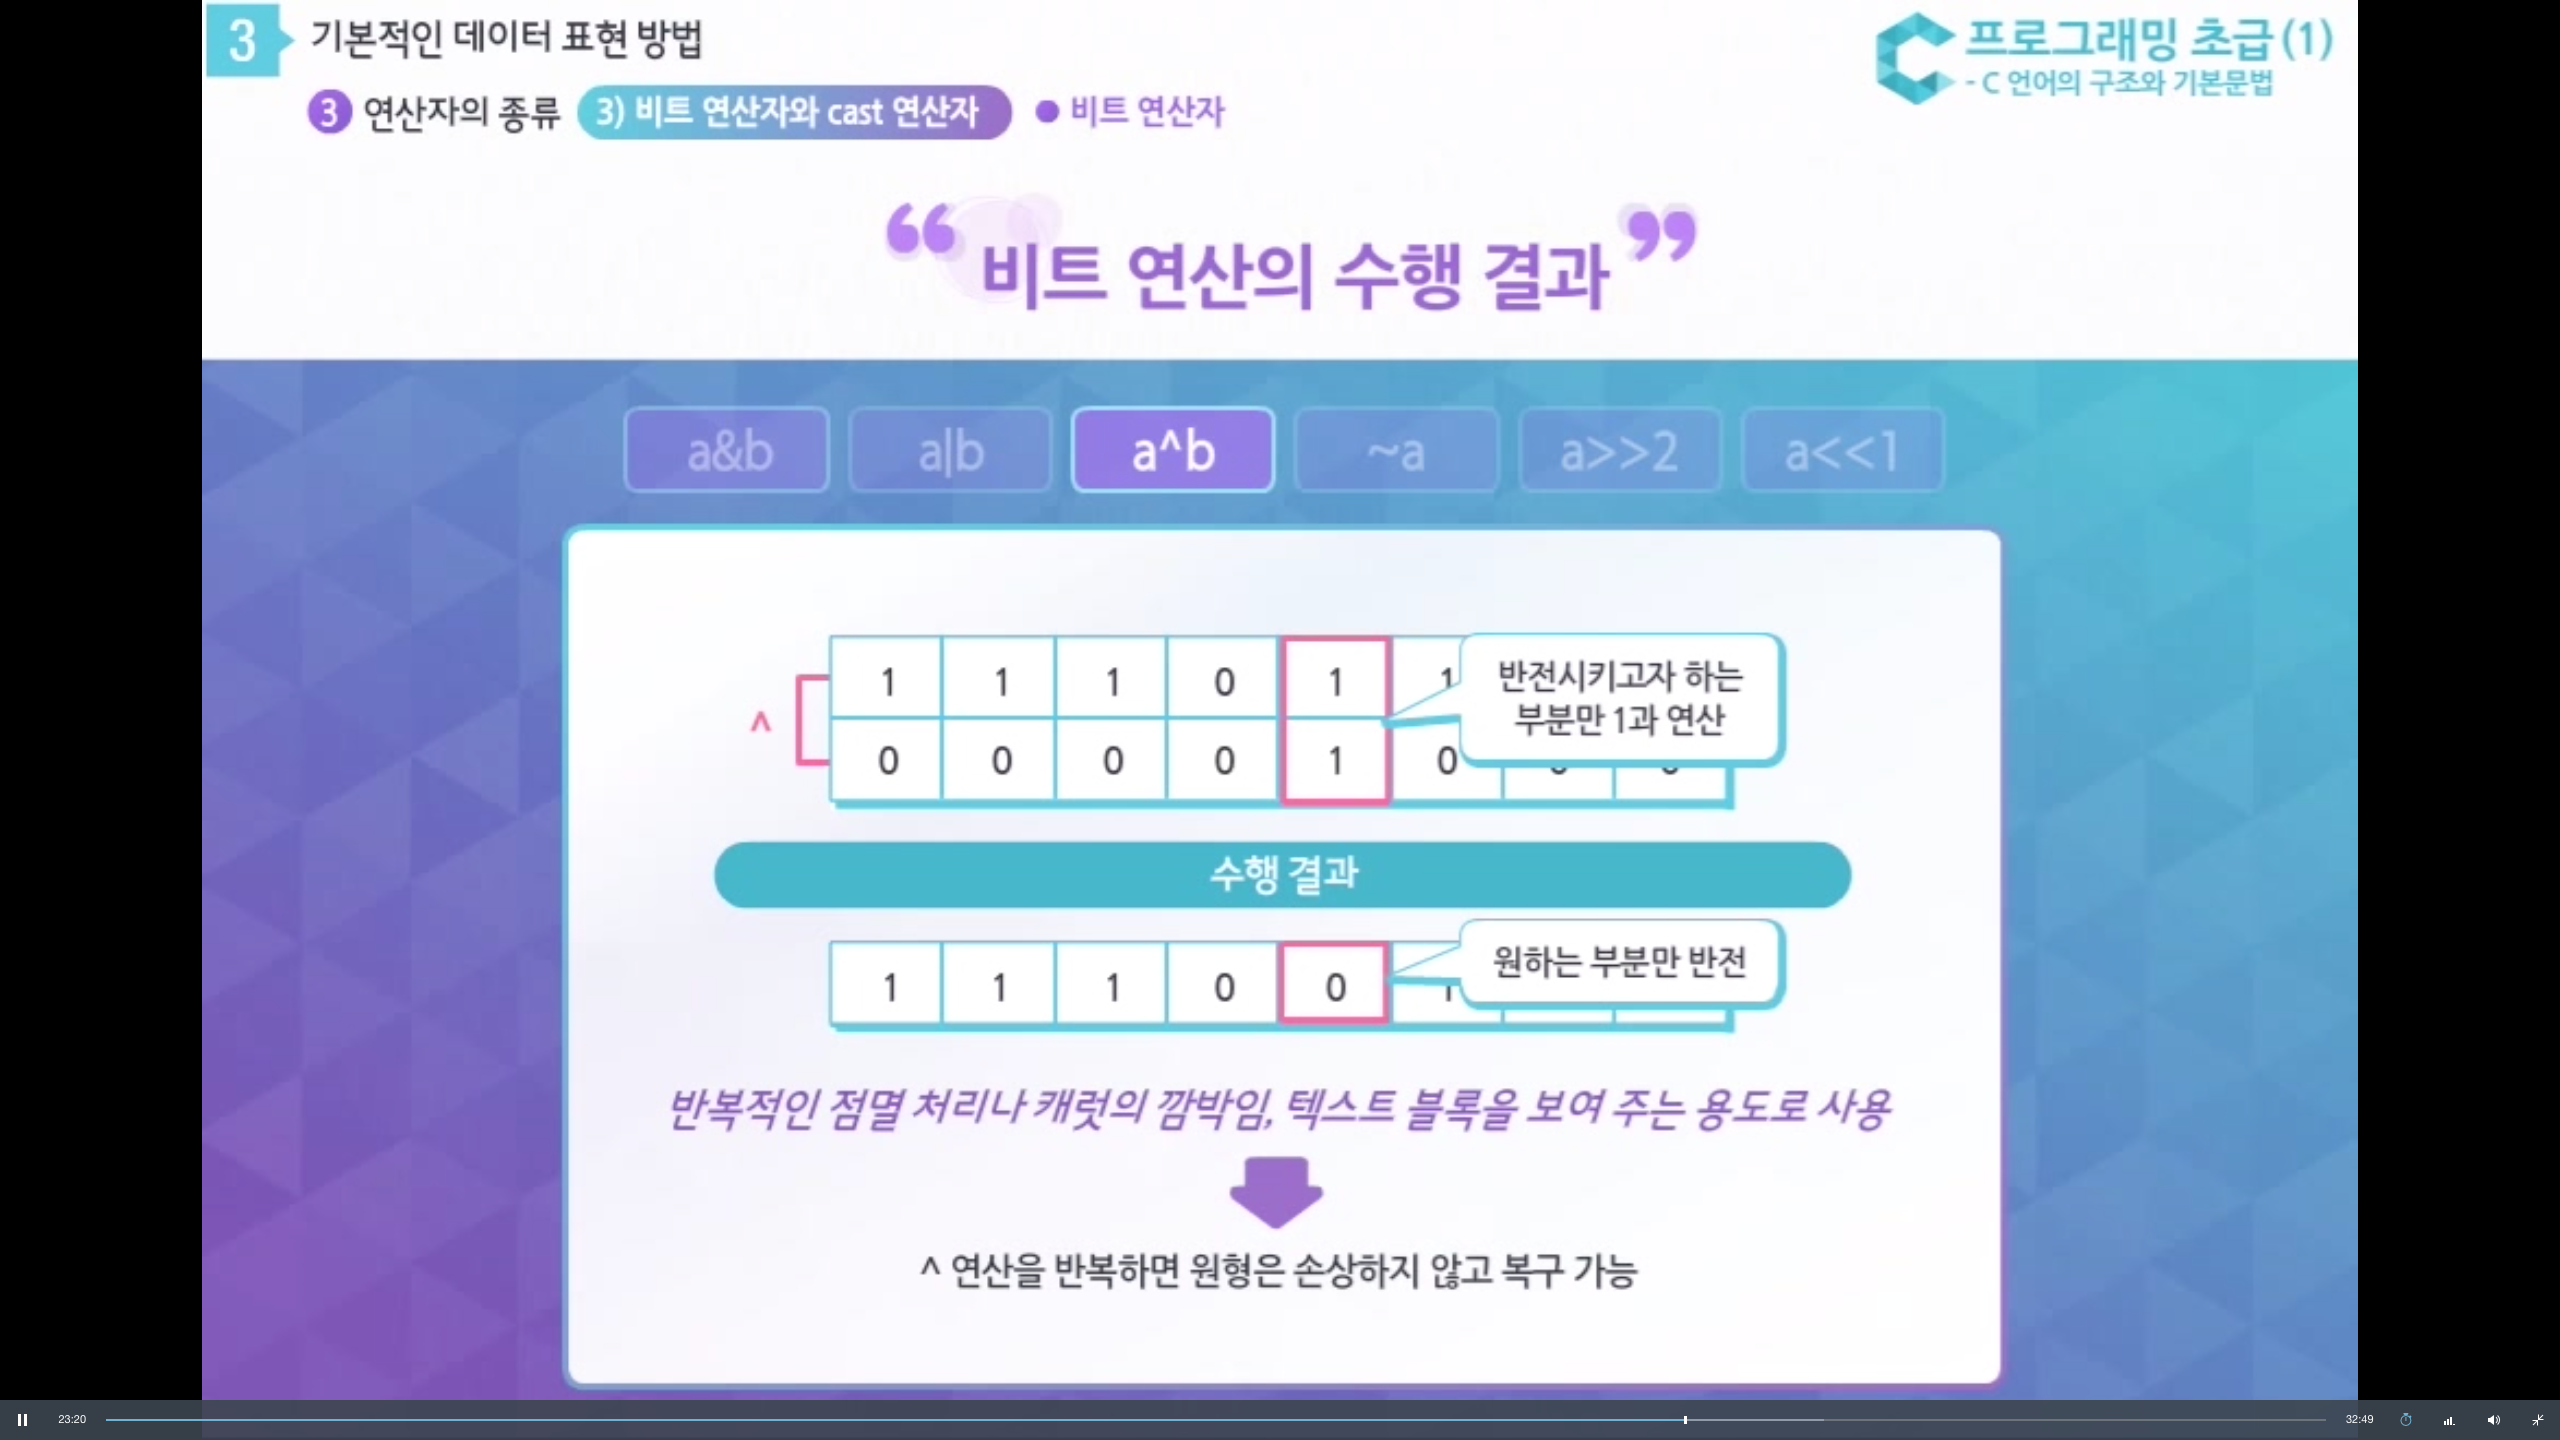 3 기본적인 데이터 표현 방법
프로그래밍 초급 (1)
- C 언어의 구조와 기본문법
3 연산자의 종류 3) 비트 연산자와 cast 연산자 ● 비트 연산자
“ 비트 연산의 수행 결과 ”
a&b a|b a^b ~a a>>2 a<<1
1 1 1 0 1 1
반전시키고자 하는
부분만 1과 연산
^
0 0 0 0 1 0
수행 결과
1 1 1 0 0 1
원하는 부분만 반전
반복적인 점멸 처리나 캐럿의 깜박임, 텍스트 블록을 보여 주는 용도로 사용
^ 연산을 반복하면 원형은 손상하지 않고 복구 가능
23:20 32:49